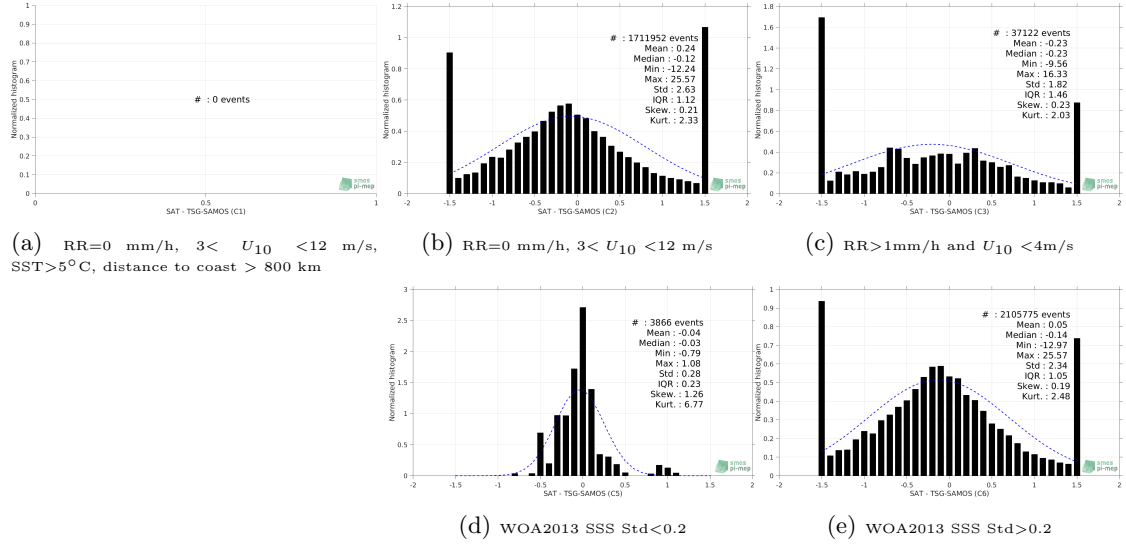 1
0.9
0.8
0.7
0.6
0.5
0.4
0.3
0.2
0.1
0
Normalized histogram
# : 0 events
smos
pi-mep
0 0.5 1
SAT - TSG-SAMOS (C1)
(a) RR=0 mm/h, 3< U10 <12 m/s,
SST>5°C, distance to coast > 800 km
1.2
1
0.8
0.6
0.4
0.2
0
Normalized histogram
# : 1711952 events
Mean : 0.24
Median : -0.12
Min : -12.24
Max : 25.57
Std : 2.63
IQR : 1.12
Skew. : 0.21
Kurt. : 2.33
smos
pi-mep
-2 -1.5 -1 -0.5 0 0.5 1 1.5 2
SAT - TSG-SAMOS (C2)
(b) RR=0 mm/h, 3< U10 <12 m/s
1.8
1.6
1.4
1.2
1
0.8
0.6
0.4
0.2
0
Normalized histogram
# : 37122 events
Mean : -0.23
Median : -0.23
Min : -9.56
Max : 16.33
Std : 1.82
IQR : 1.46
Skew. : 0.23
Kurt. : 2.03
smos
pi-mep
-2 -1.5 -1 -0.5 0 0.5 1 1.5 2
SAT - TSG-SAMOS (C3)
(c) RR>1mm/h and U10 <4m/s
3
2.5
2
1.5
1
0.5
0
Normalized histogram
# : 3866 events
Mean : -0.04
Median : -0.03
Min : -0.79
Max : 1.08
Std : 0.28
IQR : 0.23
Skew. : 1.26
Kurt. : 6.77
smos
pi-mep
-2 -1.5 -1 -0.5 0 0.5 1 1.5 2
SAT - TSG-SAMOS (C5)
(d) WOA2013 SSS Std<0.2
1
0.9
0.8
0.7
0.6
0.5
0.4
0.3
0.2
0.1
0
Normalized histogram
# : 2105775 events
Mean : 0.05
Median : -0.14
Min : -12.97
Max : 25.57
Std : 2.34
IQR : 1.05
Skew. : 0.19
Kurt. : 2.48
smos
pi-mep
-2 -1.5 -1 -0.5 0 0.5 1 1.5 2
SAT - TSG-SAMOS (C6)
(e) WOA2013 SSS Std>0.2